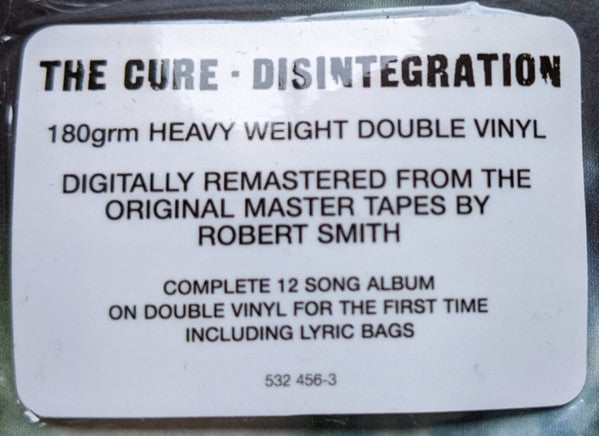 THE CURE · DISINTEGRATION
180grm HEAVY WEIGHT DOUBLE VINYL
DIGITALLY REMASTERED FROM THE
ORIGINAL MASTER TAPES BY
ROBERT SMITH
COMPLETE 12 SONG ALBUM
ON DOUBLE VINYL FOR THE FIRST TIME
INCLUDING LYRIC BAGS
532 456-3